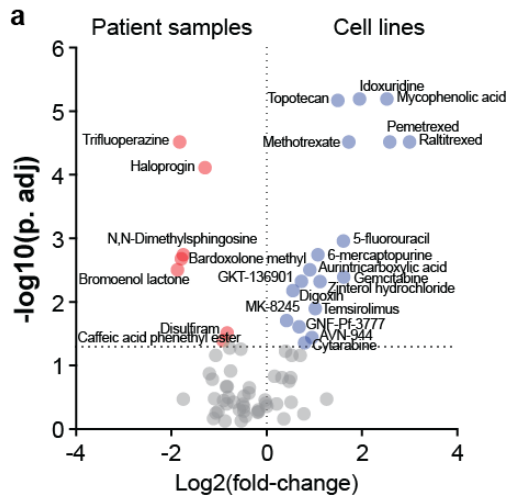 a
Patient samples Cell lines
6
Idoxuridine
Topotecan Mycophenolic acid
5
Pemetrexed
Trifluoperazine Methotrexate Raltitrexed
Haloprogin
4
-log10(p. adj)
3
N,N-Dimethylsphingosine 5-fluorouracil
Bardoxolone methyl 6-mercaptopurine
Aurintricarboxylic acid
Bromoenol lactone GKT-136901 Gemcitabine
Zinterol hydrochloride
Digoxin
2
MK-8245 Temsirolimus
Disulfiram GNF-Pf-3777
Caffeic acid phenethyl ester AVN-944
Cytarabine
1
0
-4 -2 0 2 4
Log2(fold-change)